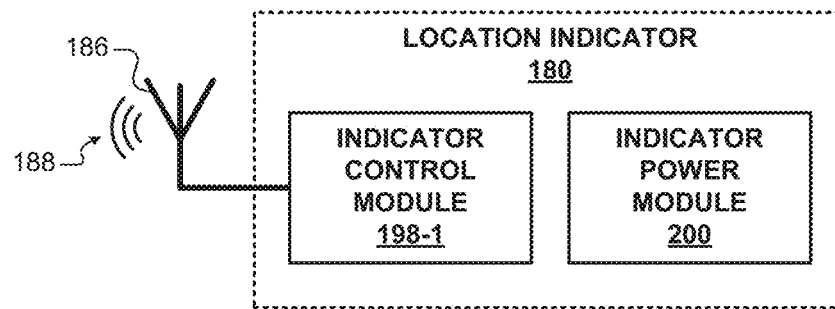 186
188
LOCATION INDICATOR
180
INDICATOR
CONTROL
MODULE
198-1
INDICATOR
POWER
MODULE
200